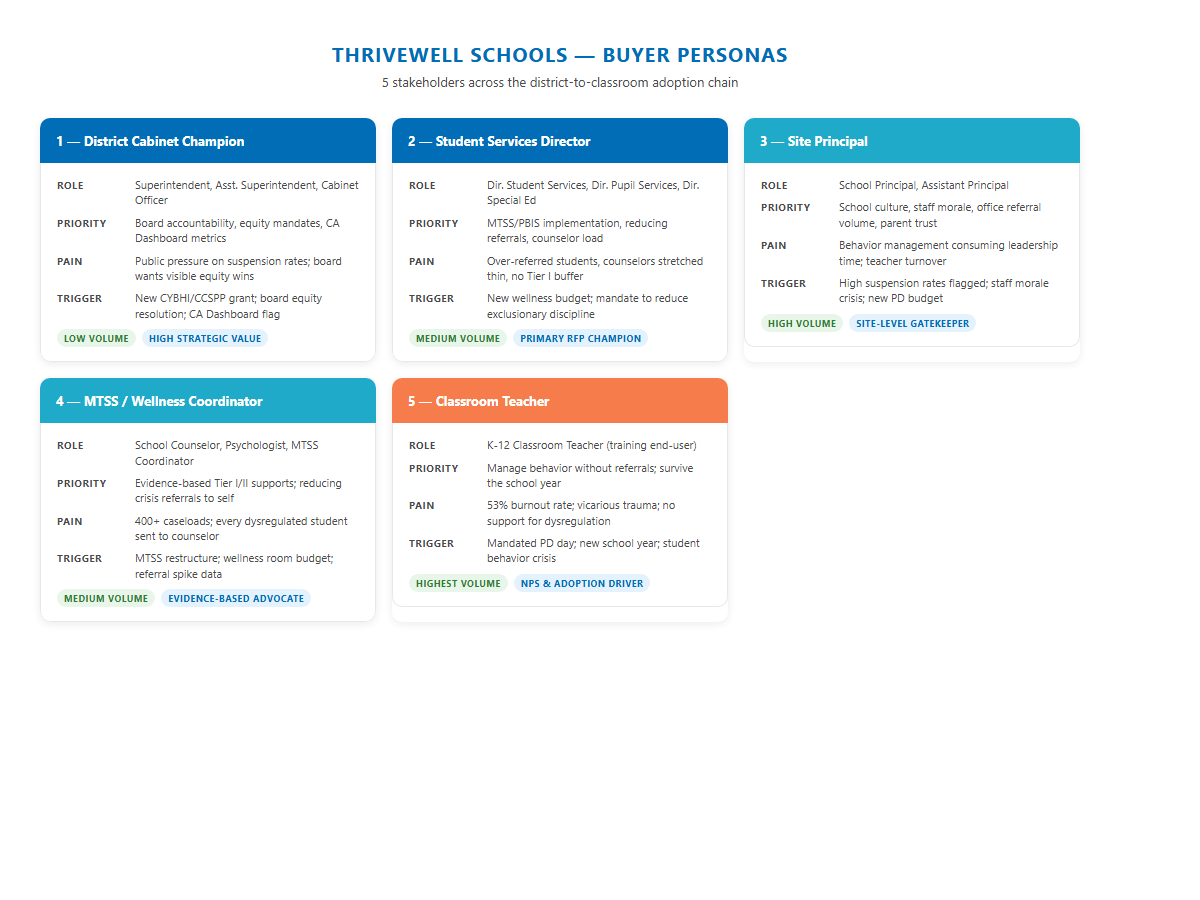 THRIVEWELL SCHOOLS — BUYER PERSONAS
5 stakeholders across the district-to-classroom adoption chain
1 — District Cabinet Champion
ROLE Superintendent, Asst. Superintendent, Cabinet
Officer
PRIORITY Board accountability, equity mandates, CA
Dashboard metrics
PAIN Public pressure on suspension rates; board
wants visible equity wins
TRIGGER New CYBHI/CCSPP grant; board equity
resolution; CA Dashboard flag
LOW VOLUME HIGH STRATEGIC VALUE
2 — Student Services Director
ROLE Dir. Student Services, Dir. Pupil Services, Dir.
Special Ed
PRIORITY MTSS/PBIS implementation, reducing
referrals, counselor load
PAIN Over-referred students, counselors stretched
thin, no Tier I buffer
TRIGGER New wellness budget; mandate to reduce
exclusionary discipline
MEDIUM VOLUME PRIMARY RFP CHAMPION
3 — Site Principal
ROLE School Principal, Assistant Principal
PRIORITY School culture, staff morale, office referral
volume, parent trust
PAIN Behavior management consuming leadership
time; teacher turnover
TRIGGER High suspension rates flagged; staff morale
crisis; new PD budget
HIGH VOLUME SITE-LEVEL GATEKEEPER
4 — MTSS / Wellness Coordinator
ROLE School Counselor, Psychologist, MTSS
Coordinator
PRIORITY Evidence-based Tier I/II supports; reducing
crisis referrals to self
PAIN 400+ caseloads; every dysregulated student
sent to counselor
TRIGGER MTSS restructure; wellness room budget;
referral spike data
MEDIUM VOLUME EVIDENCE-BASED ADVOCATE
5 — Classroom Teacher
ROLE K-12 Classroom Teacher (training end-user)
PRIORITY Manage behavior without referrals; survive
the school year
PAIN 53% burnout rate; vicarious trauma; no
support for dysregulation
TRIGGER Mandated PD day; new school year; student
behavior crisis
HIGHEST VOLUME NPS & ADOPTION DRIVER